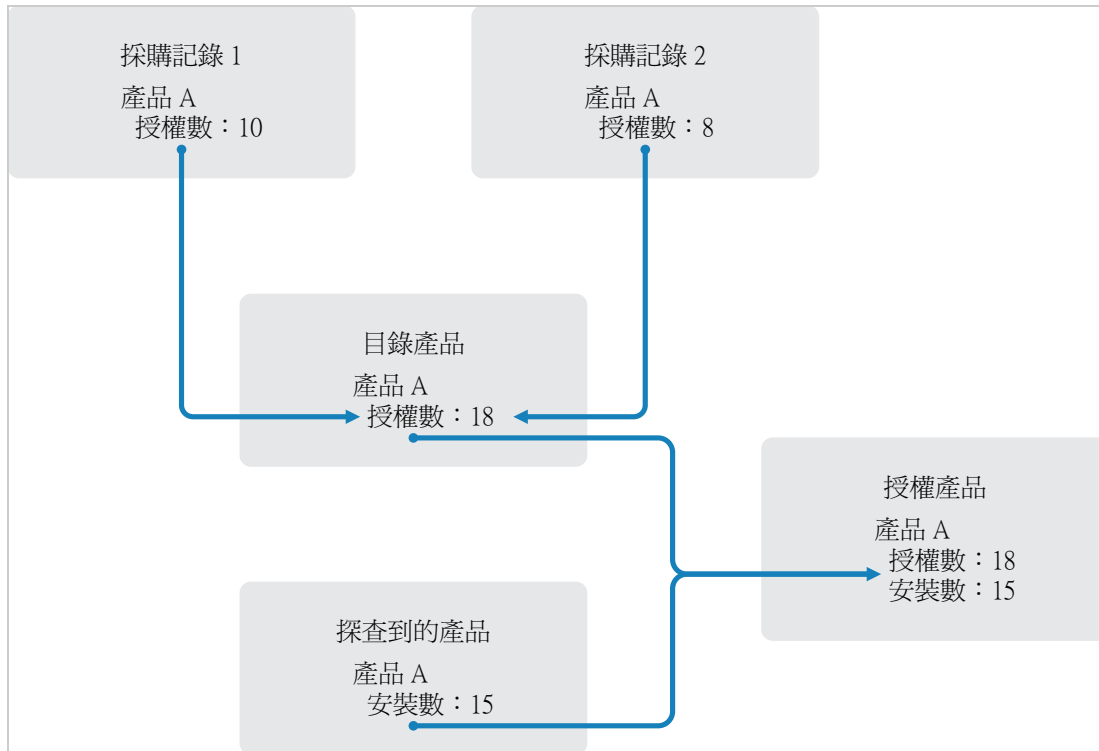 採購記錄 1
產品 A
授權數：10
採購記錄 2
產品 A
授權數：8
目錄產品
產品 A
授權數：18
授權產品
產品 A
授權數：18
安裝數：15
探查到的產品
產品 A
安裝數：15